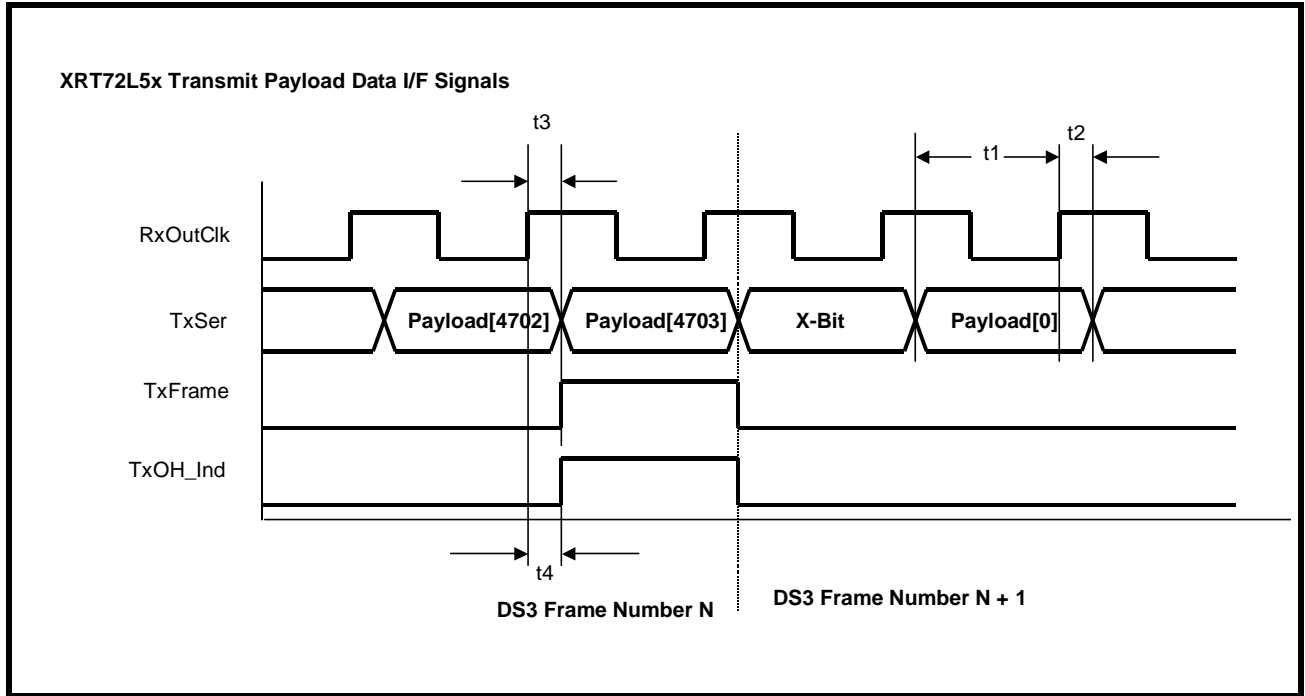 XRT72L5x Transmit Payload Data I/F Signals
t3
t1
t2
RxOutClk
TxSer
Payload[4702]
Payload[4703]
X-Bit
Payload[0]
TxFrame
TxOH_Ind
t4
DS3 Frame Number N
DS3 Frame Number N + 1